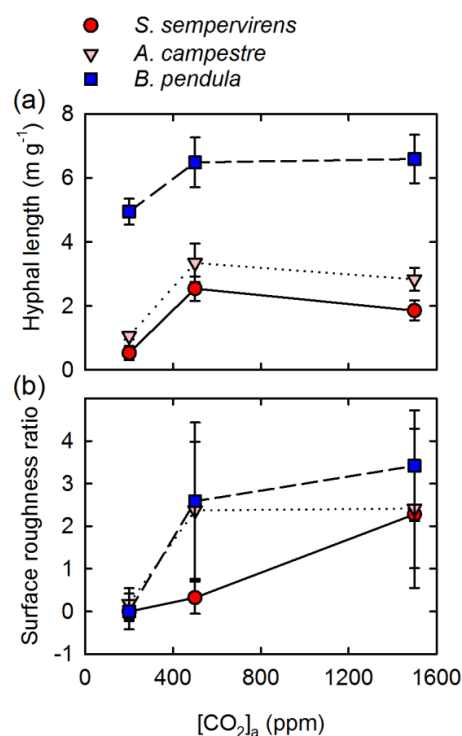 S. sempervirens
A. campestre
B. pendula
(a)
8
6
4
2
0
Hyphal length (m g⁻¹)
(b)
5
4
3
2
1
0
-1
Surface roughness ratio
0 400 800 1200 1600
[CO₂]ₐ (ppm)